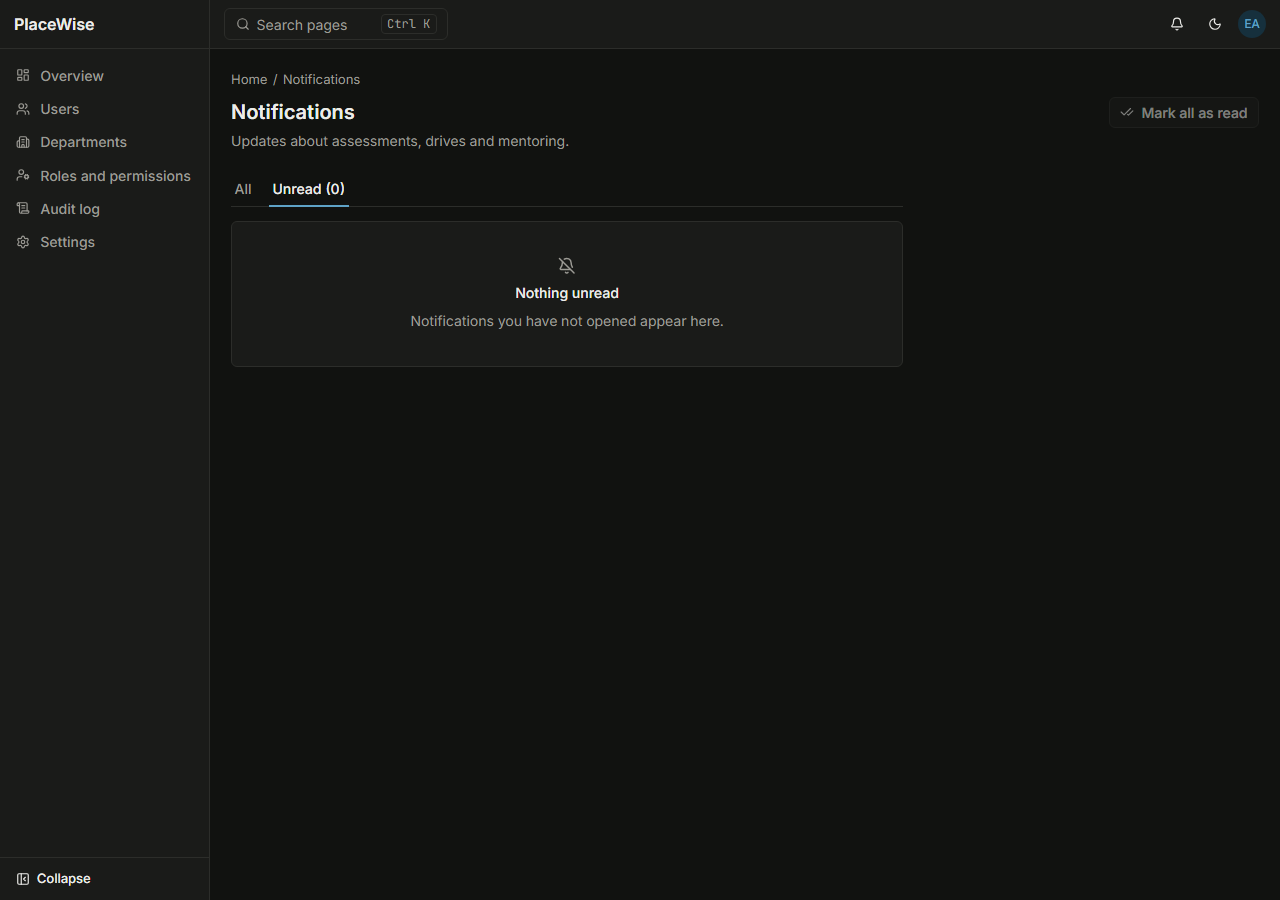 PlaceWise
Search pages
Ctrl K
EA
Overview
Users
Departments
Roles and permissions
Audit log
Settings
Home / Notifications
Notifications
Mark all as read
Updates about assessments, drives and mentoring.
All
Unread (0)
Nothing unread
Notifications you have not opened appear here.
Collapse